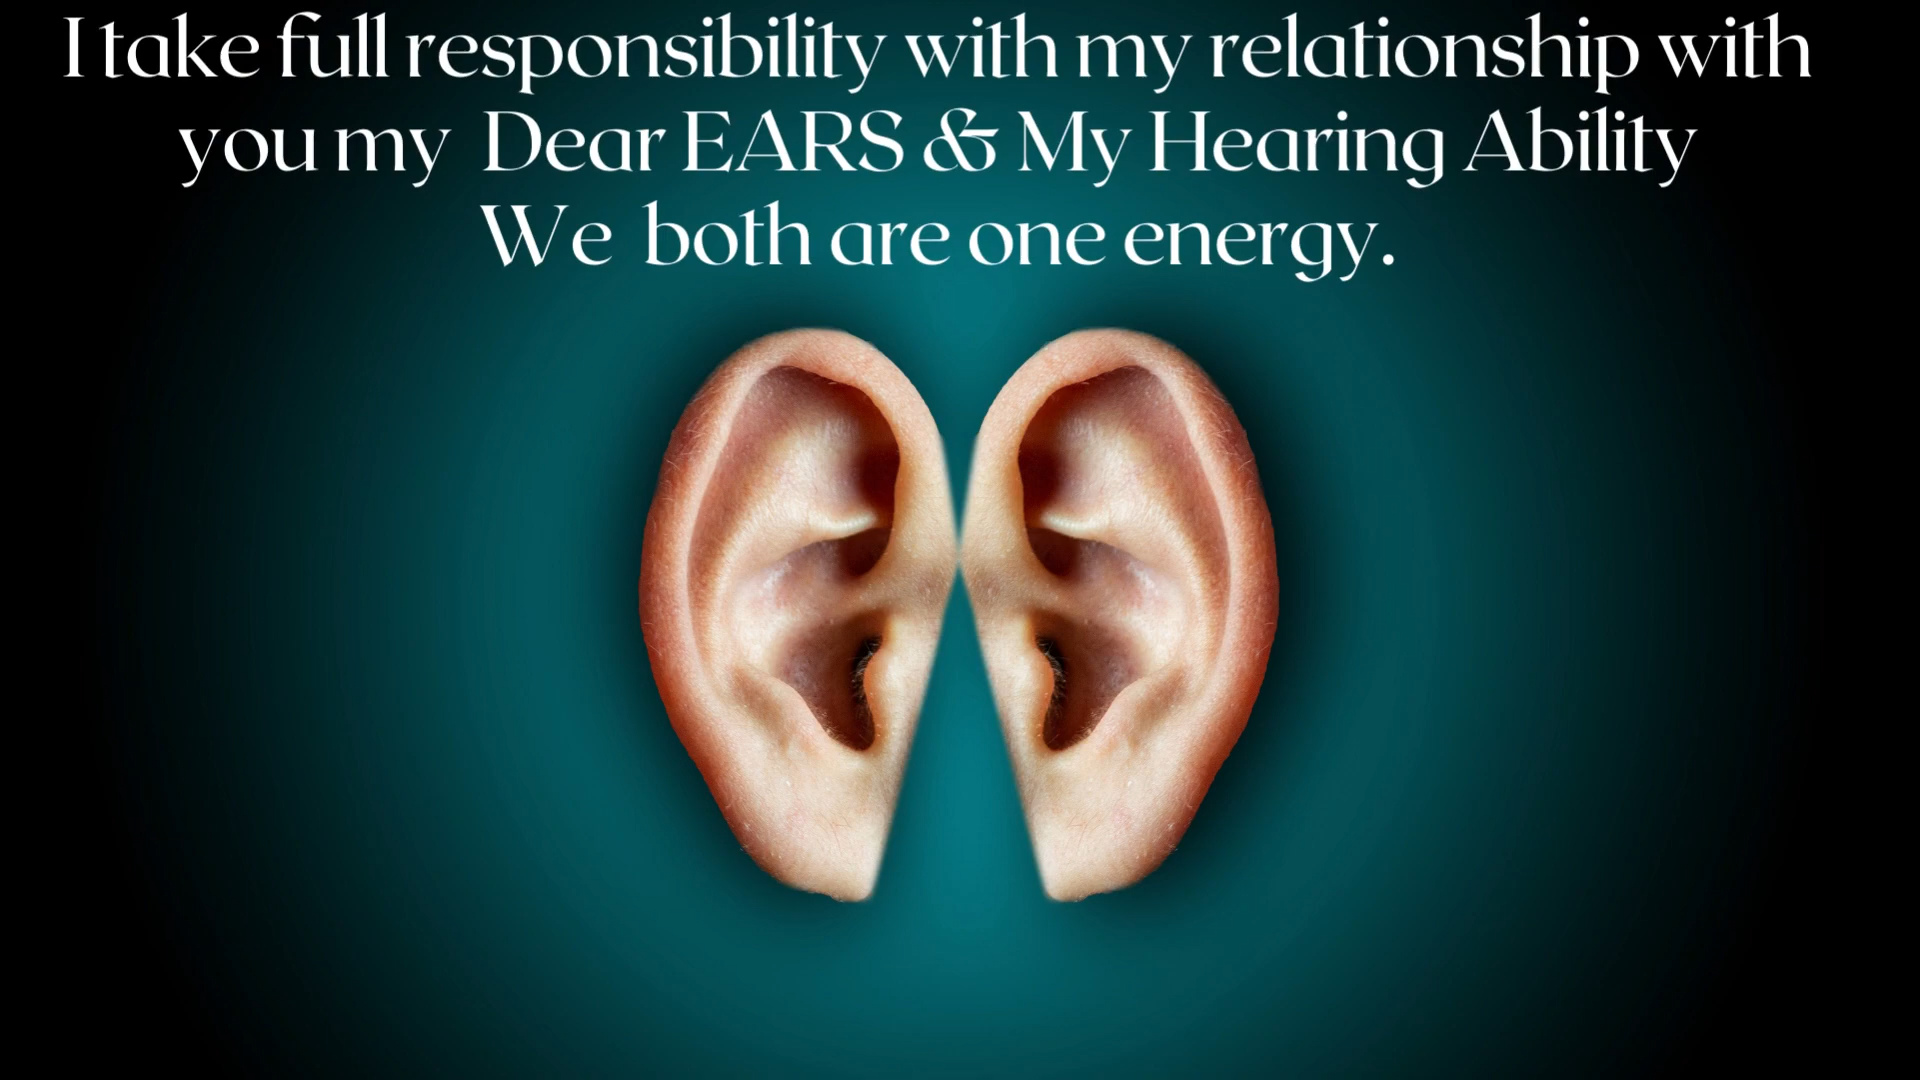 I take full responsibility with my relationship with
you my Dear EARS & My Hearing Ability
We both are one energy.